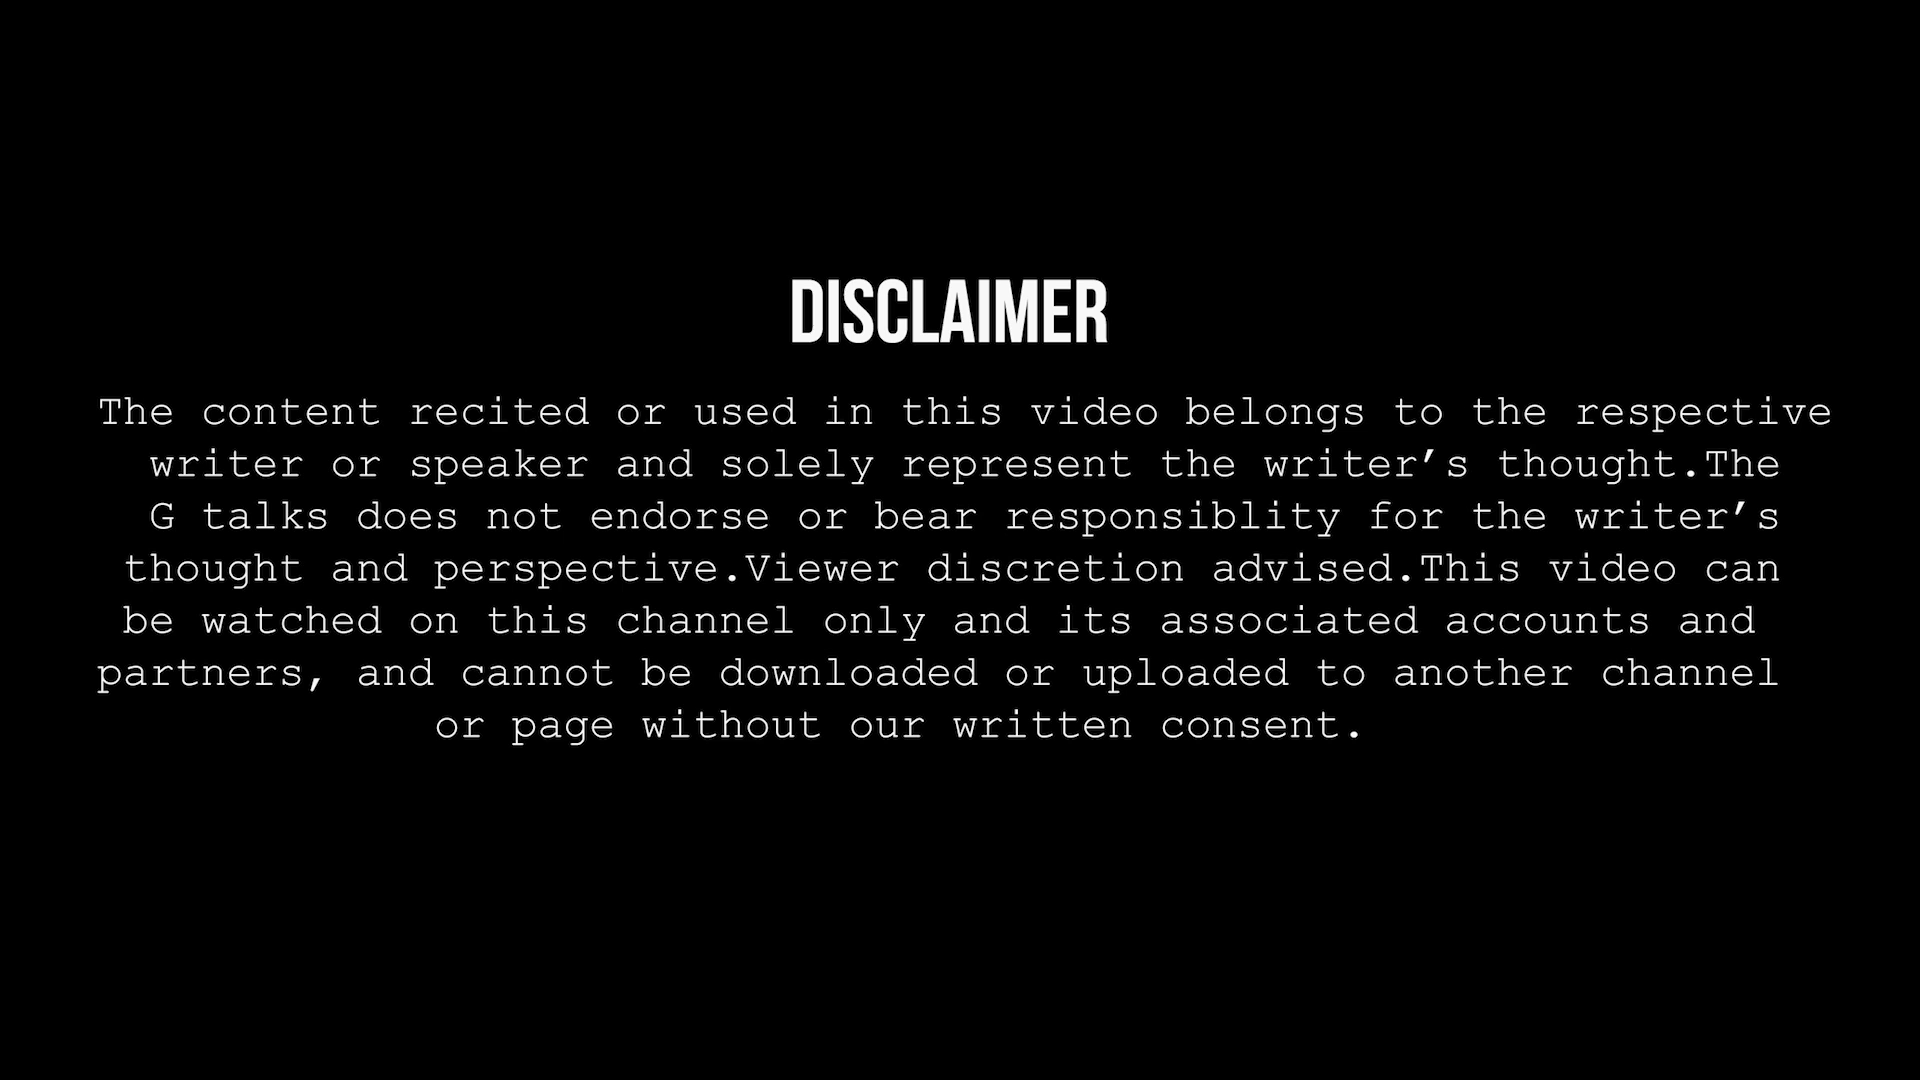 DISCLAIMER
The content recited or used in this video belongs to the respective
writer or speaker and solely represent the writer’s thought.The
G talks does not endorse or bear responsiblity for the writer’s
thought and perspective.Viewer discretion advised.This video can
be watched on this channel only and its associated accounts and
partners, and cannot be downloaded or uploaded to another channel
or page without our written consent.